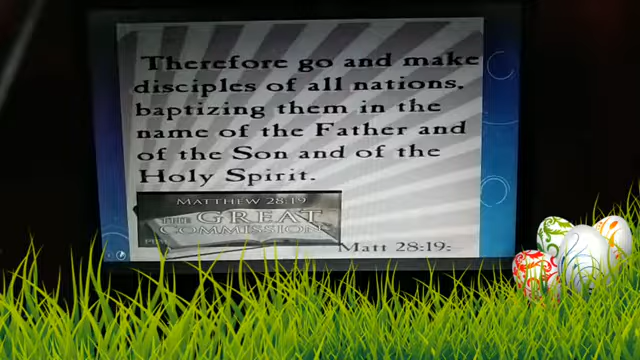 Therefore go and make
disciples of all nations,
baptizing them in the
name of the Father and
of the Son and of the
Holy Spirit.
MATTHEW 28:19
THE GREAT
COMMISSION
Matt 28:19: